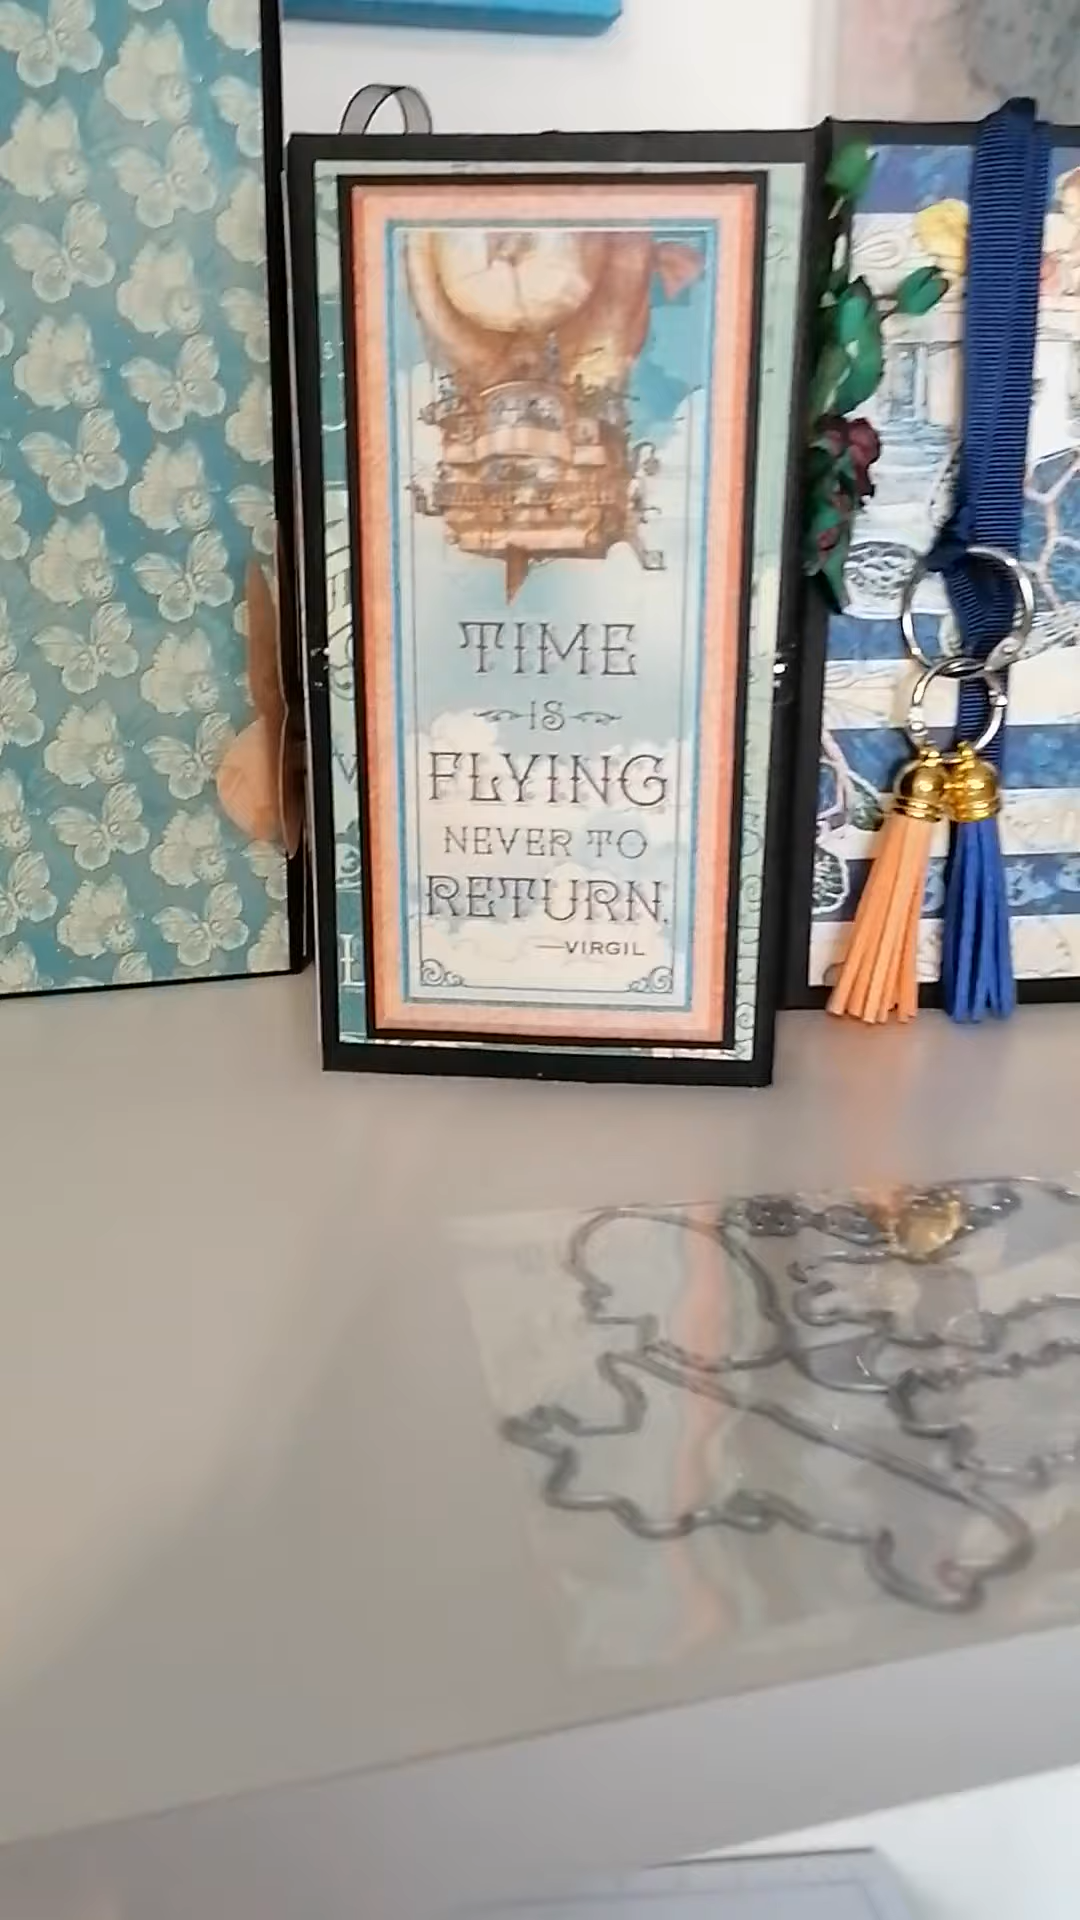 TIME
IS
FLYING
NEVER TO
RETURN.
—VIRGIL